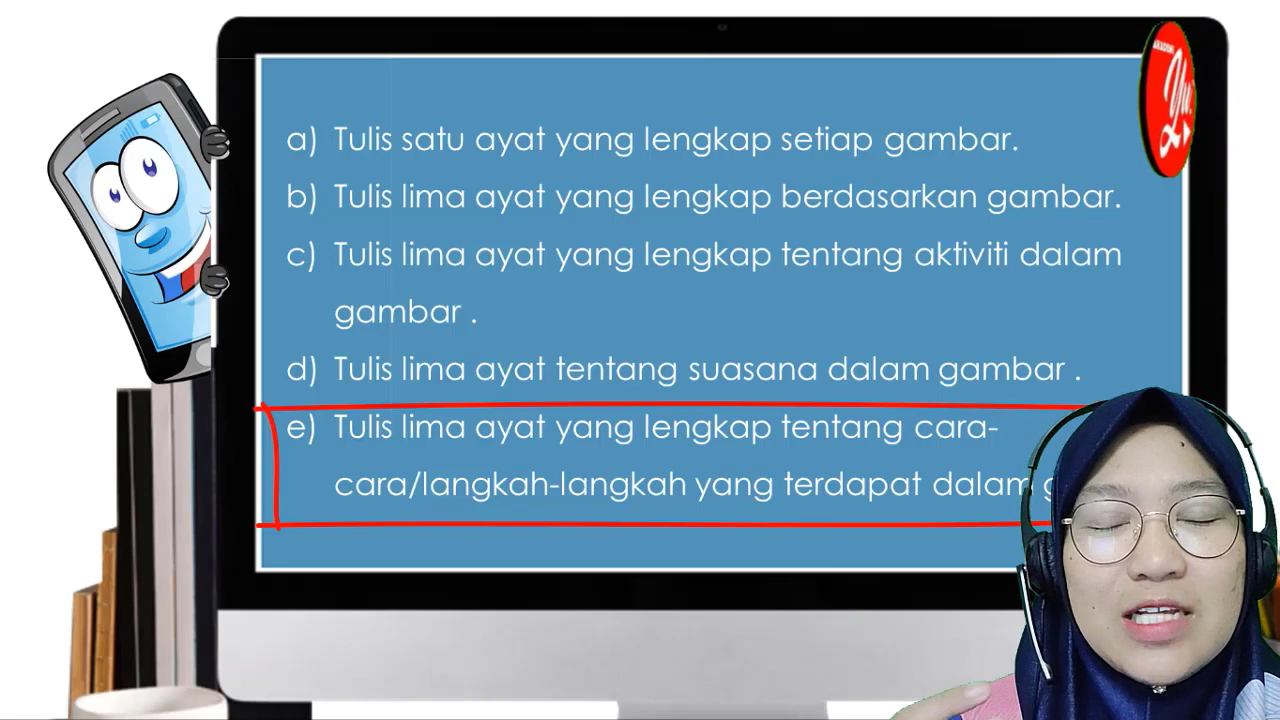 a) Tulis satu ayat yang lengkap setiap gambar.
b) Tulis lima ayat yang lengkap berdasarkan gambar.
c) Tulis lima ayat yang lengkap tentang aktiviti dalam
gambar .
d) Tulis lima ayat tentang suasana dalam gambar .
e) Tulis lima ayat yang lengkap tentang cara-
cara/langkah-langkah yang terdapat dalam